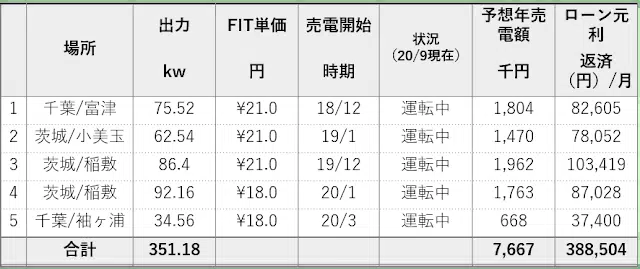 場所 出力 kw FIT単価 円 売電開始 時期 状況 (20/9現在) 予想年売電額 千円 ローン元利 返済 (円) /月
1 千葉/富津 75.52 ¥21.0 18/12 運転中 1,804 82,605
2 茨城/小美玉 62.54 ¥21.0 19/1 運転中 1,470 78,052
3 茨城/稲敷 86.4 ¥21.0 19/12 運転中 1,962 103,419
4 茨城/稲敷 92.16 ¥18.0 20/1 運転中 1,763 87,028
5 千葉/袖ヶ浦 34.56 ¥18.0 20/3 運転中 668 37,400
合計 351.18 7,667 388,504